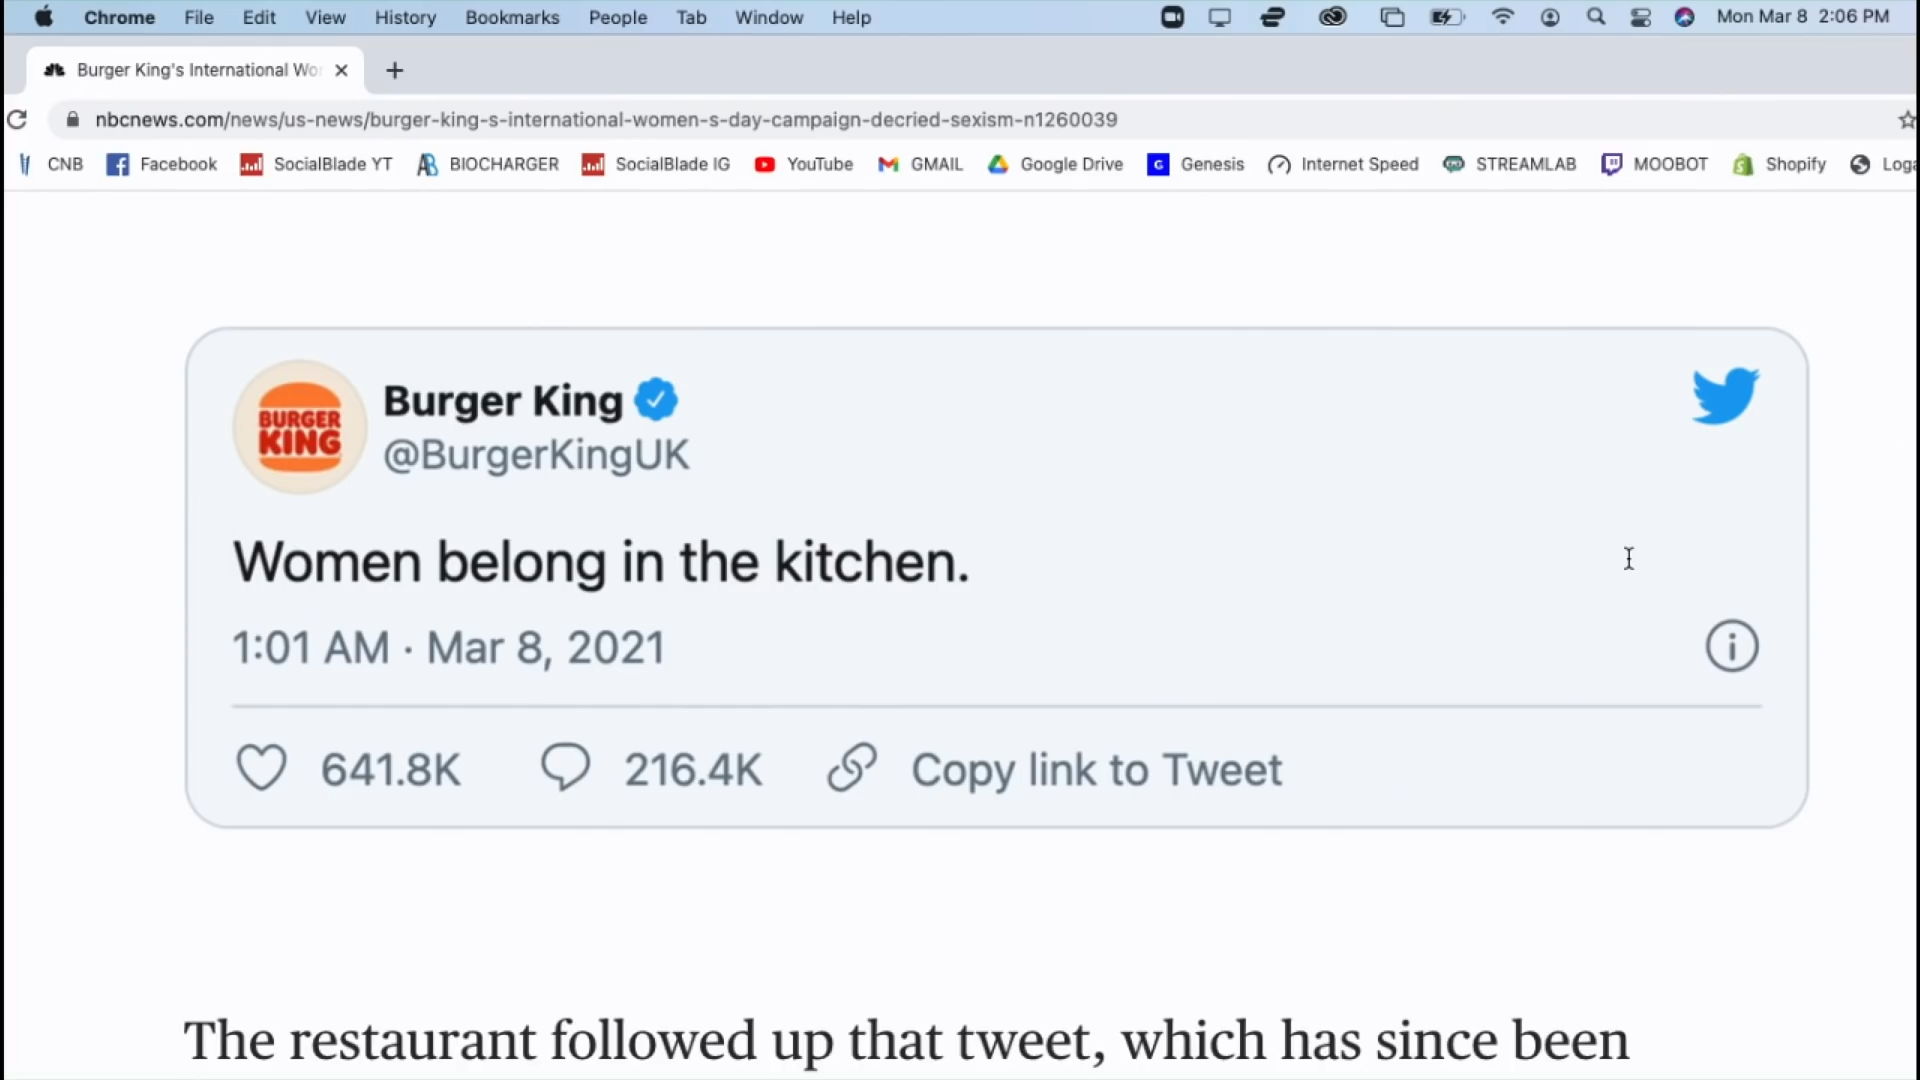 Chrome File Edit View History Bookmarks People Tab Window Help Mon Mar 8 2:06 PM
Burger King's International Wo
nbcnews.com/news/us-news/burger-king-s-international-women-s-day-campaign-decried-sexism-n1260039
CNB Facebook SocialBlade YT BIOCHARGER SocialBlade IG YouTube GMAIL Google Drive Genesis Internet Speed STREAMLAB MOOBOT Shopify Loga
BURGER
KING
Burger King
@BurgerKingUK
Women belong in the kitchen.
1:01 AM · Mar 8, 2021
641.8K 216.4K Copy link to Tweet
The restaurant followed up that tweet, which has since been